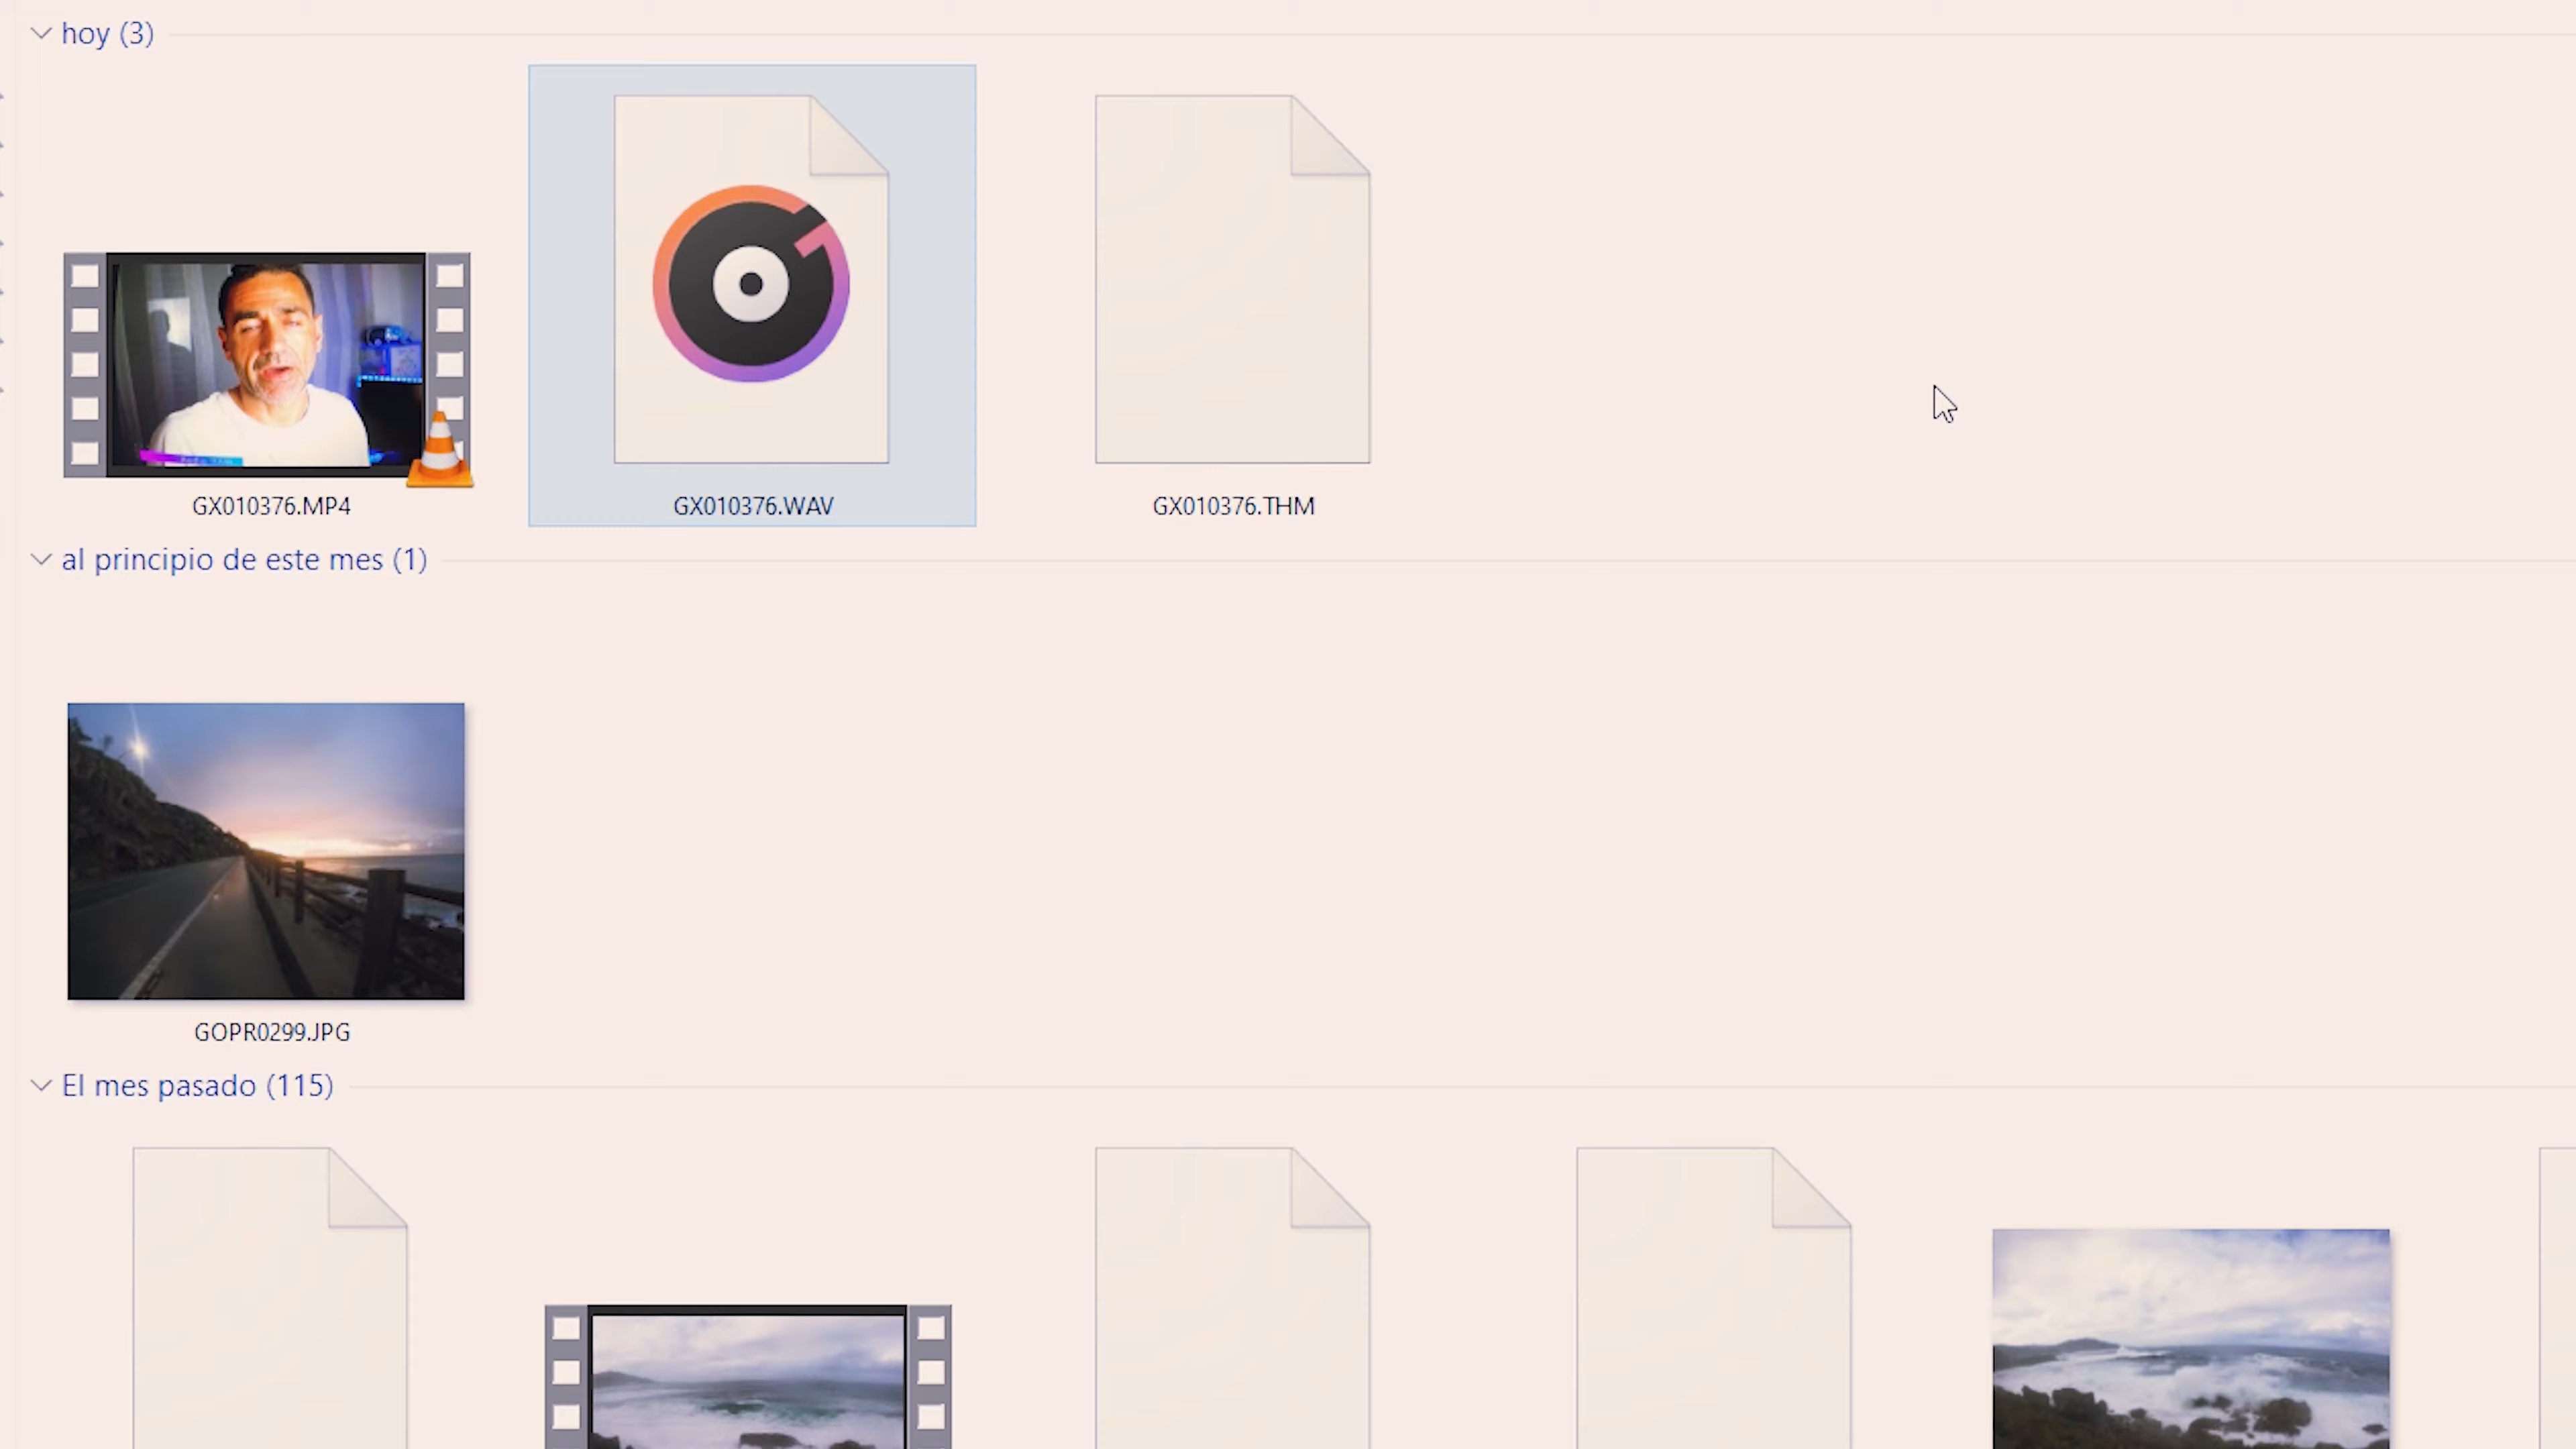 hoy (3)
GX010376.MP4
GX010376.WAV
GX010376.THM
al principio de este mes (1)
GOPR0299.JPG
El mes pasado (115)